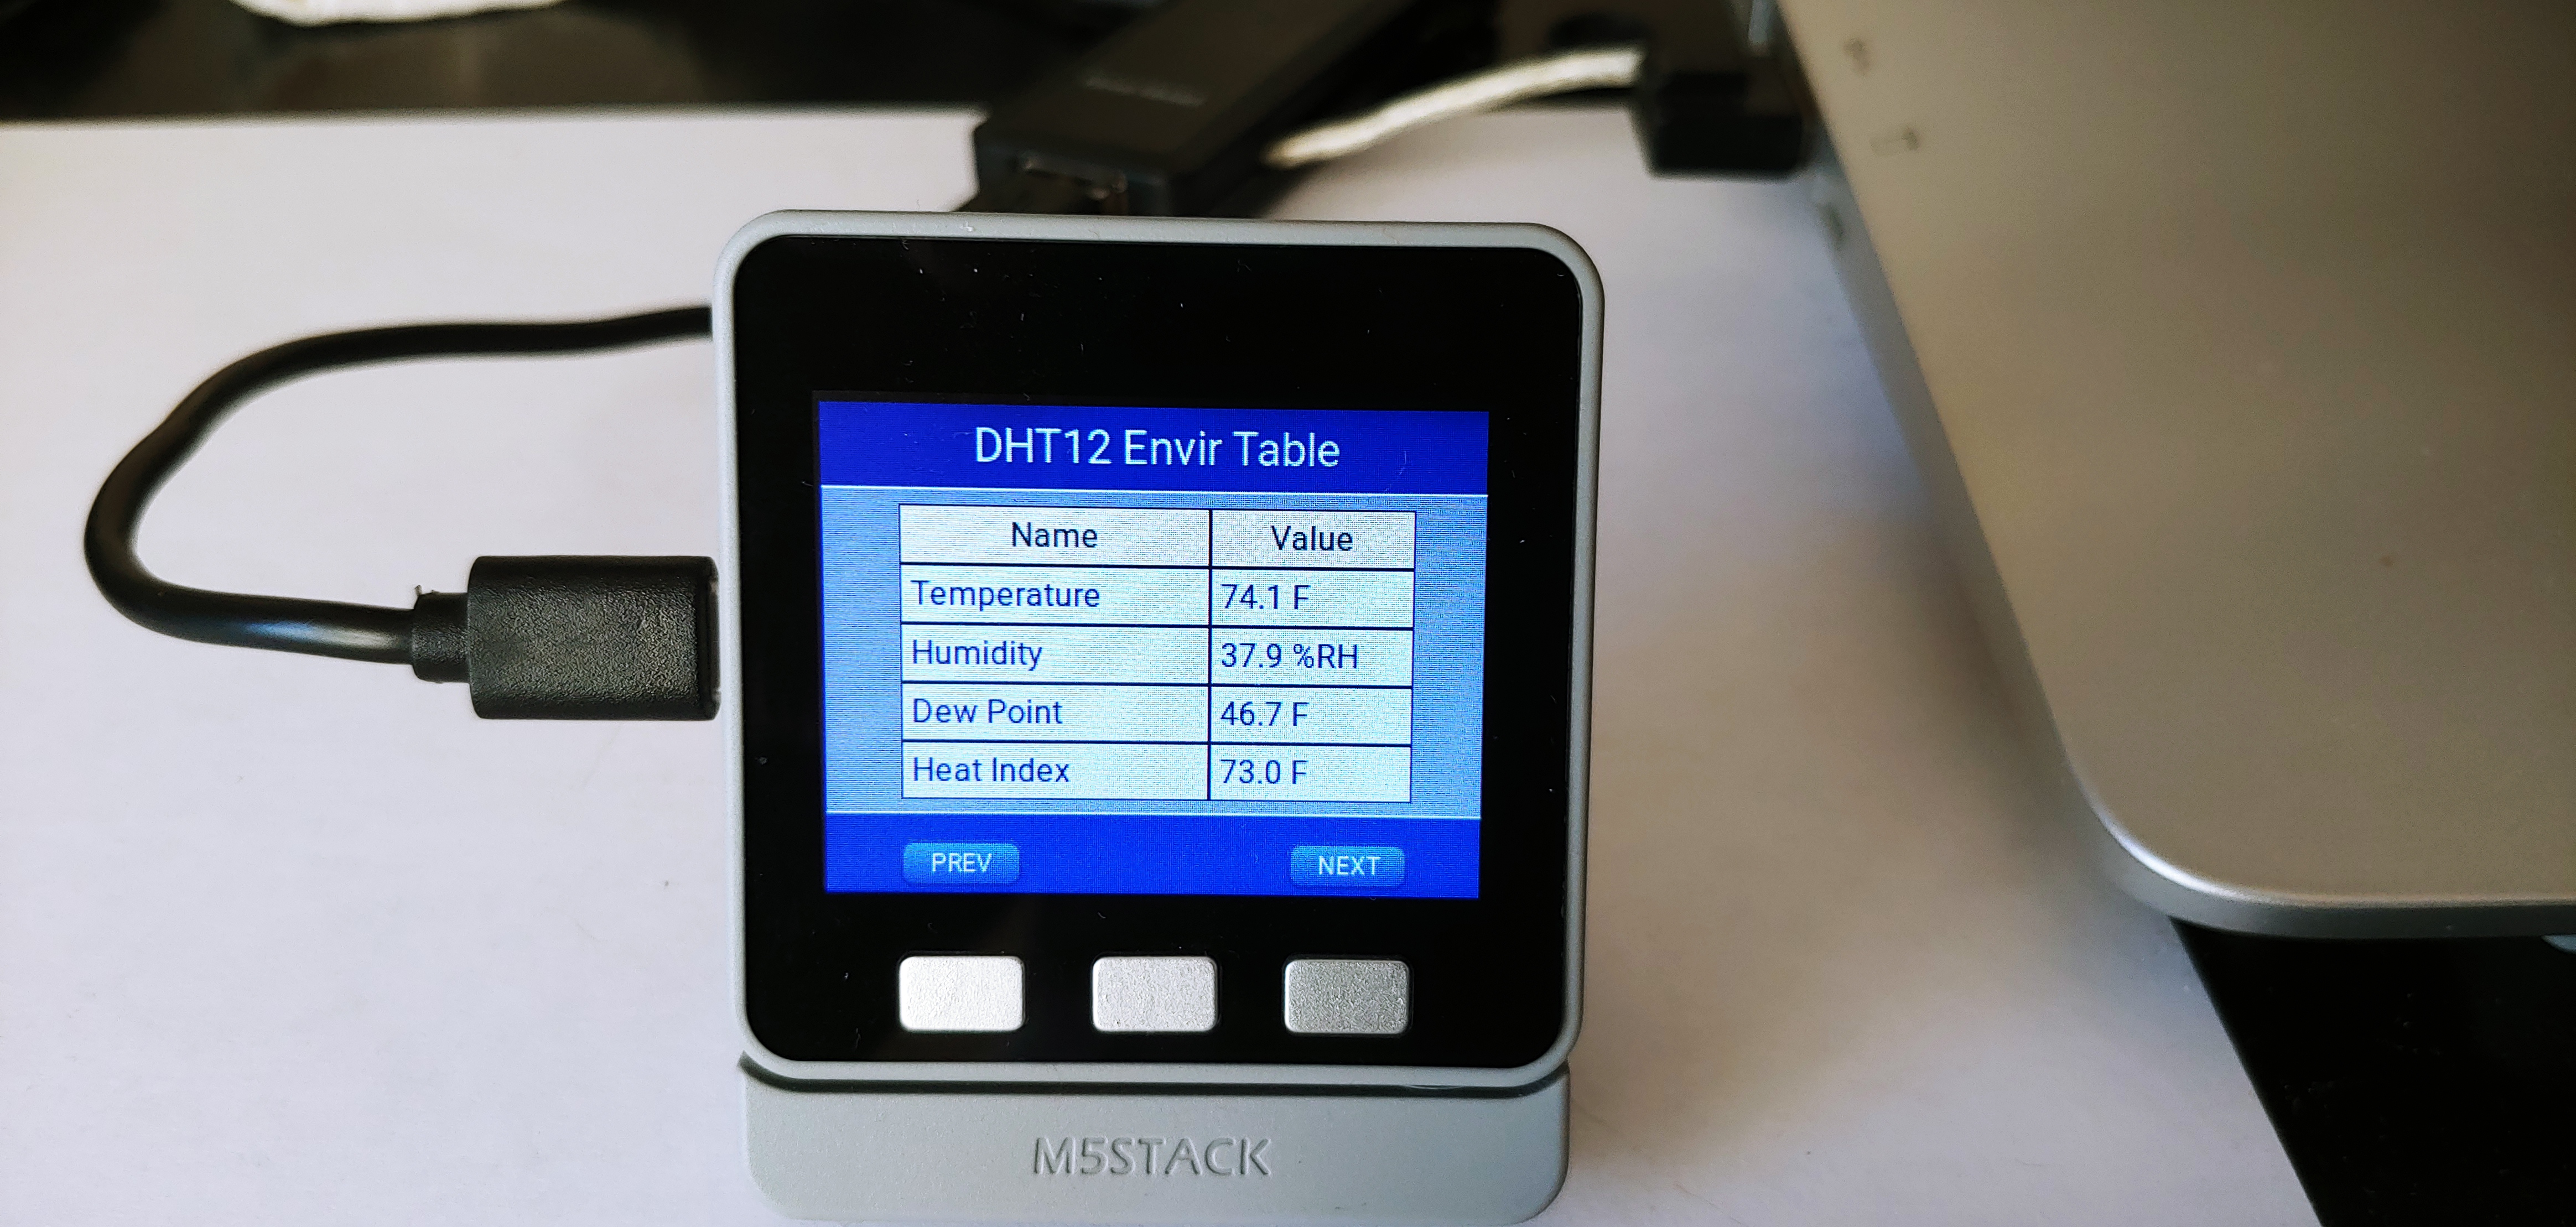 DHT12 Envir Table
Name Value
Temperature 74.1 F
Humidity 37.9 %RH
Dew Point 46.7 F
Heat Index 73.0 F
PREV NEXT
M5STACK